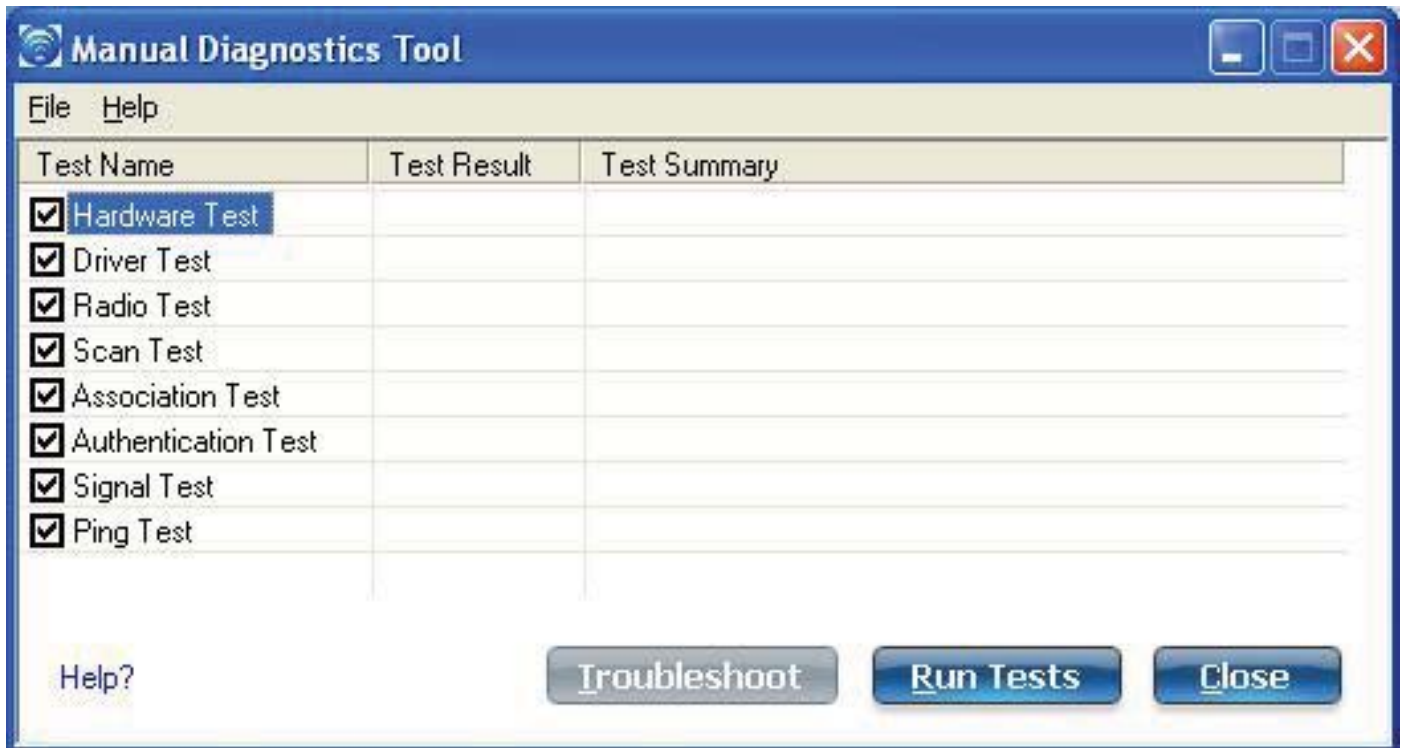 Manual Diagnostics Tool
File Help
Test Name Test Result Test Summary
Hardware Test
Driver Test
Radio Test
Scan Test
Association Test
Authentication Test
Signal Test
Ping Test
Help? Troubleshoot Run Tests Close